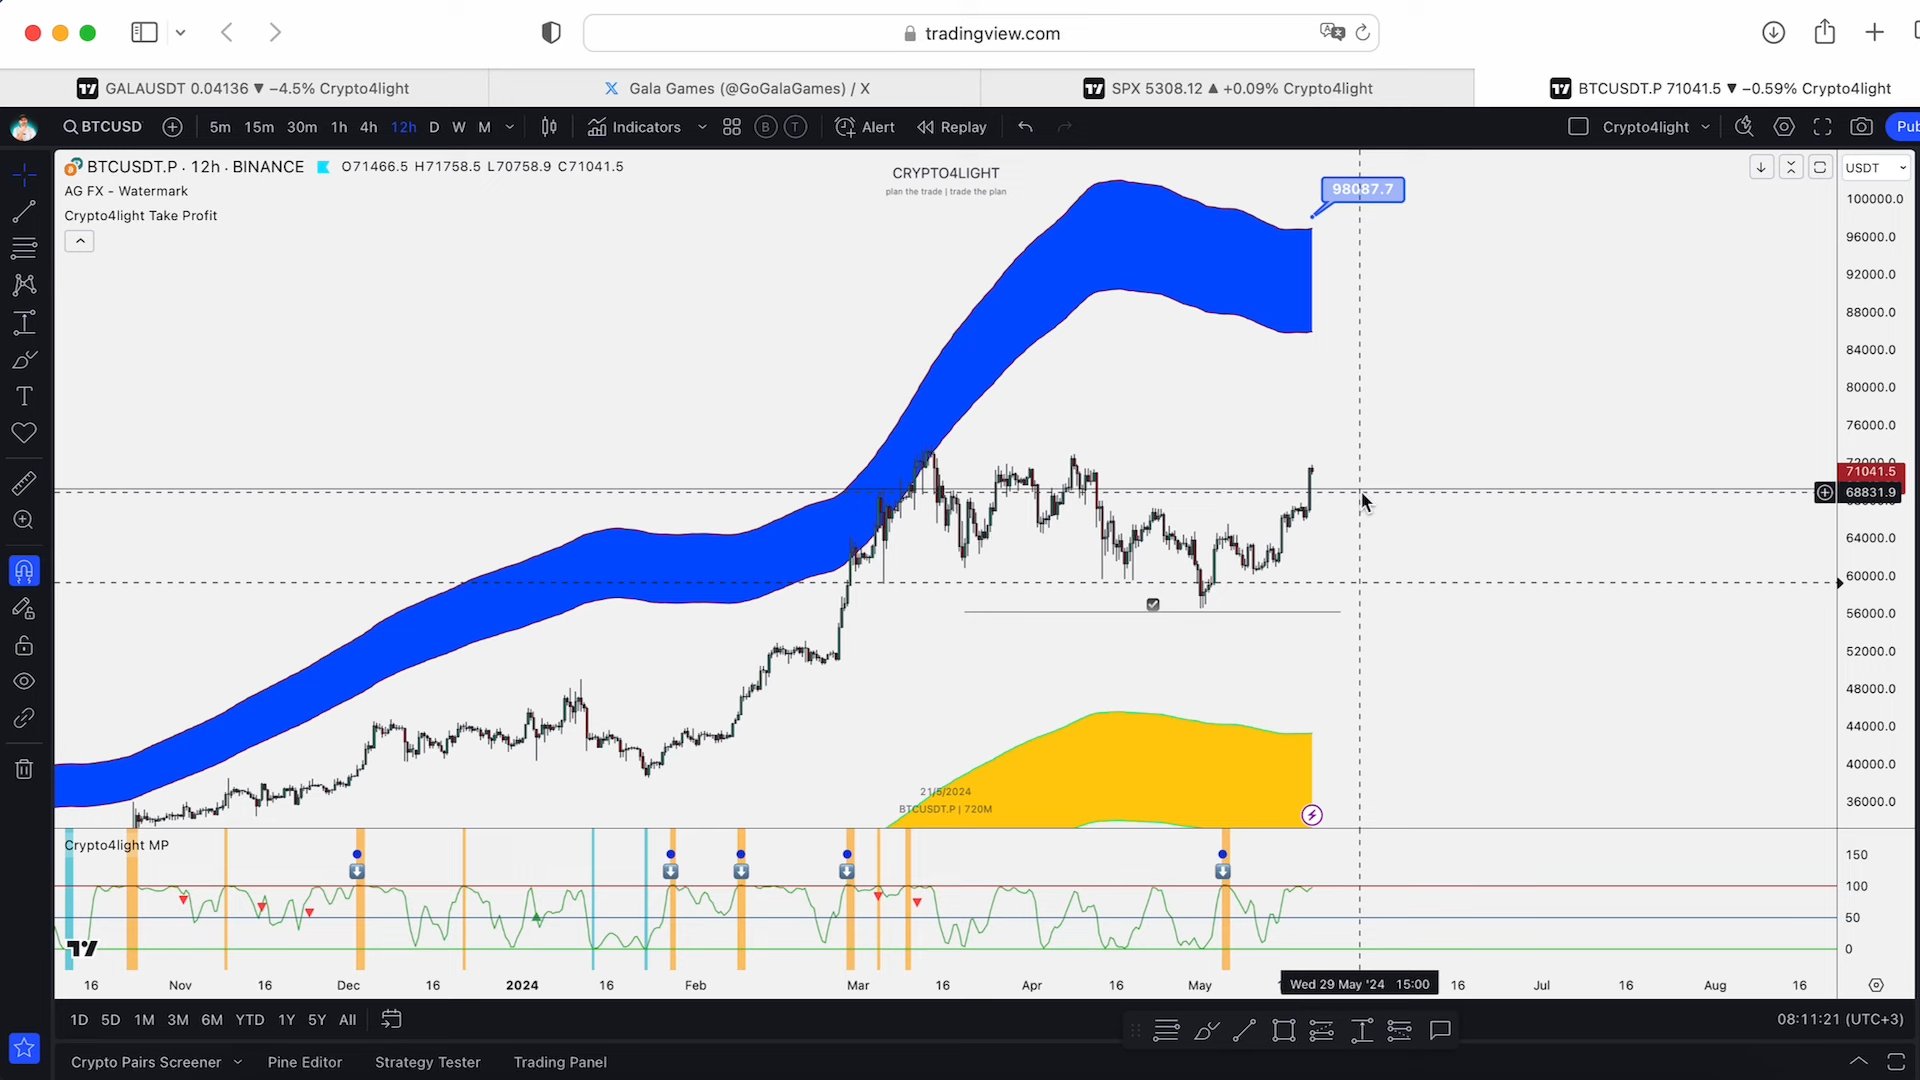 tradingview.com
GALAUSDT 0.04136 ▼ −4.5% Crypto4light
Gala Games (@GoGalaGames) / X
SPX 5308.12 ▲ +0.09% Crypto4light
BTCUSDT.P 71041.5 ▼ −0.59% Crypto4light
BTCUSD 5m 15m 30m 1h 4h 12h D W M Indicators B T Alert Replay Crypto4light Pub
BTCUSDT.P · 12h · BINANCE O71466.5 H71758.5 L70758.9 C71041.5
AG FX - Watermark
Crypto4light Take Profit
CRYPTO4LIGHT
plan the trade | trade the plan
98087.7
USDT
100000.0
96000.0
92000.0
88000.0
84000.0
80000.0
76000.0
71041.5
68831.9
64000.0
60000.0
56000.0
52000.0
48000.0
44000.0
40000.0
36000.0
21/5/2024
BTCUSDT.P | 720M
Crypto4light MP
150
100
50
0
16 Nov 16 Dec 16 2024 16 Feb Mar 16 Apr 16 May Wed 29 May '24 15:00 16 Jul 16 Aug 16
1D 5D 1M 3M 6M YTD 1Y 5Y All
08:11:21 (UTC+3)
Crypto Pairs Screener Pine Editor Strategy Tester Trading Panel